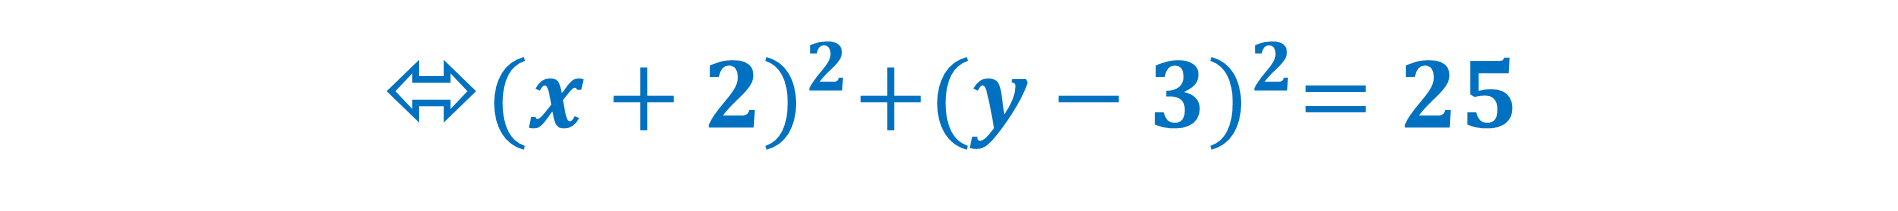 ⇔(x + 2)²+(y − 3)²= 25